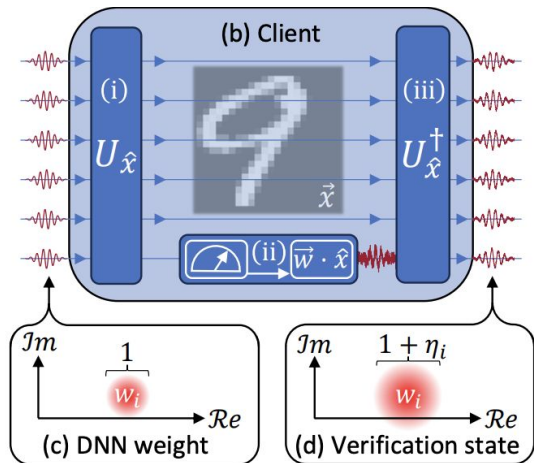 (b) Client
(i)
(iii)
U_x̂
U_x̂^†
x⃗
(ii)
w⃗ · x̂
ℐm
1
w_i
ℛe
(c) DNN weight
ℐm
1 + η_i
w_i
ℛe
(d) Verification state